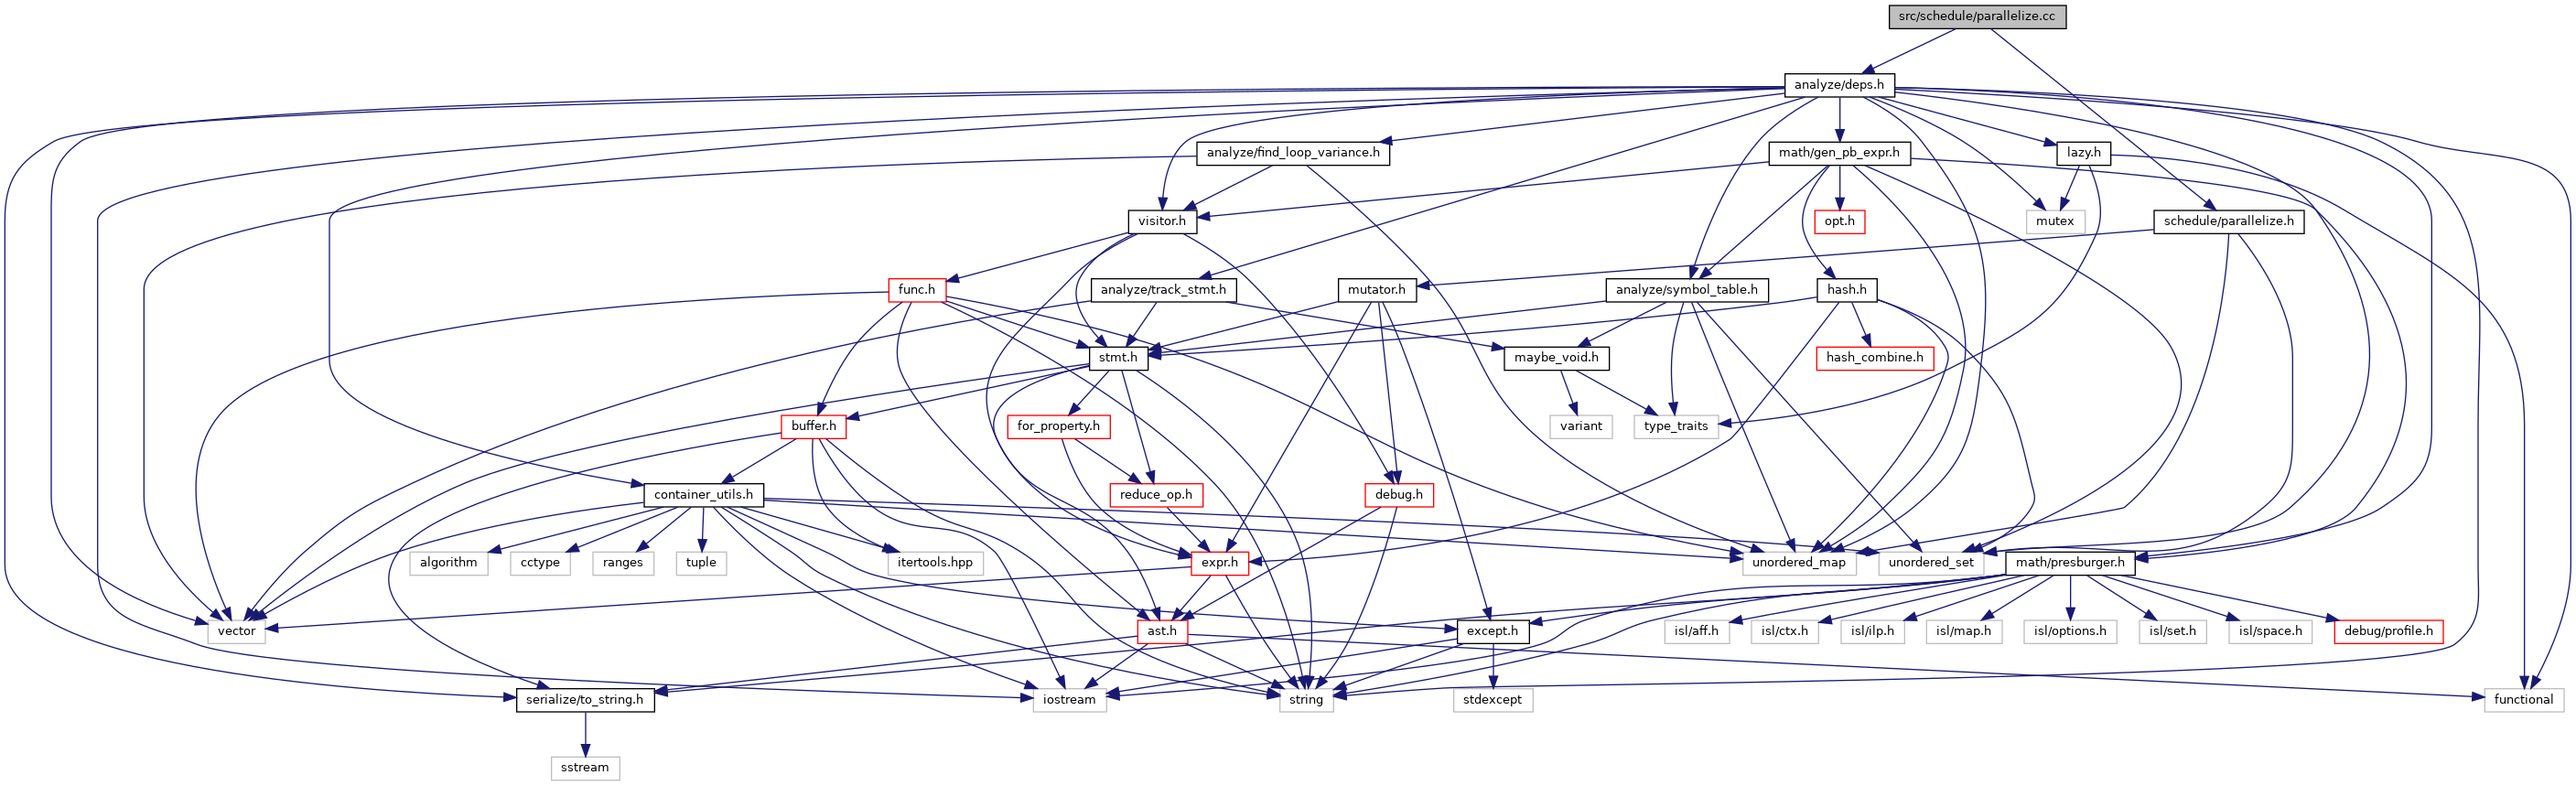 src/schedule/parallelize.cc
analyze/deps.h
analyze/find_loop_variance.h
math/gen_pb_expr.h
lazy.h
visitor.h
opt.h
mutex
schedule/parallelize.h
func.h
analyze/track_stmt.h
mutator.h
analyze/symbol_table.h
hash.h
stmt.h
maybe_void.h
hash_combine.h
buffer.h
for_property.h
variant
type_traits
container_utils.h
reduce_op.h
debug.h
algorithm
cctype
ranges
tuple
itertools.hpp
expr.h
unordered_map
unordered_set
math/presburger.h
vector
ast.h
except.h
isl/aff.h
isl/ctx.h
isl/ilp.h
isl/map.h
isl/options.h
isl/set.h
isl/space.h
debug/profile.h
serialize/to_string.h
iostream
string
stdexcept
functional
sstream